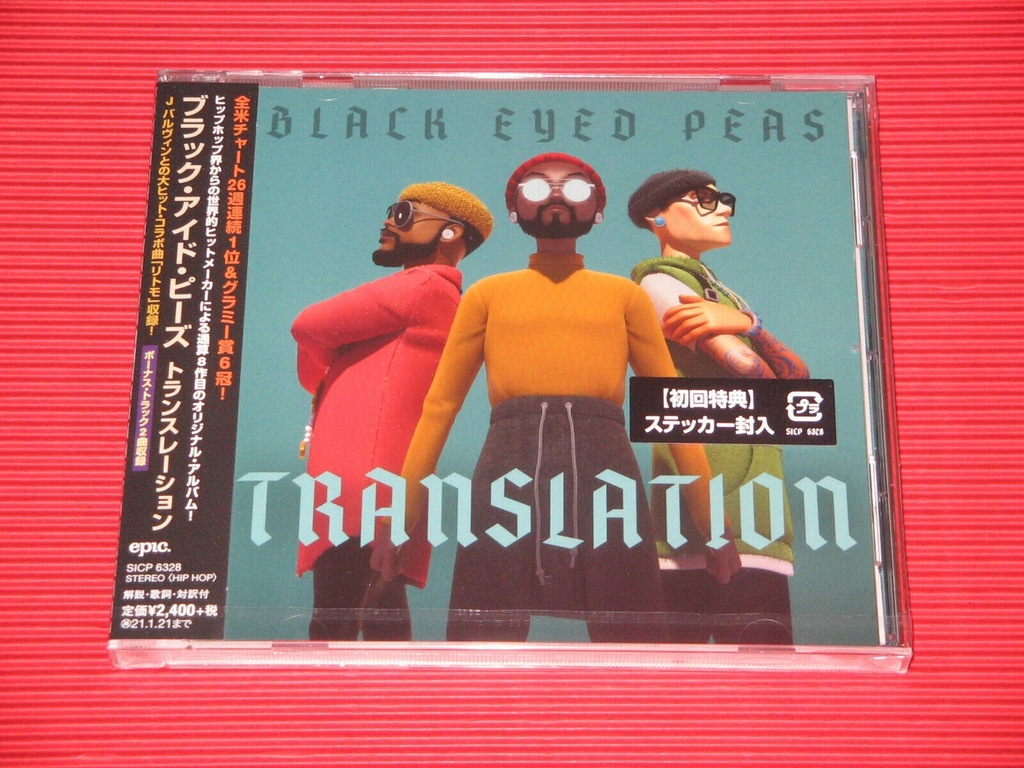 BLACK EYED PEAS
TRANSLATION
【初回特典】
ステッカー封入
プラ
SICP 6328
全米チャート26週連続1位&グラミー賞6冠!
ヒップホップ界からの世界的ヒットメーカーによる通算8作目のオリジナル・アルバム!
ブラック・アイド・ピーズ トランスレーション
J バルヴィンとの大ヒット・コラボ曲「リトモ」収録!
ボーナス・トラック2曲収録
epic.
SICP 6328
STEREO〈HIP HOP〉
解説・歌詞・対訳付
定価¥2,400+税
21.1.21まで